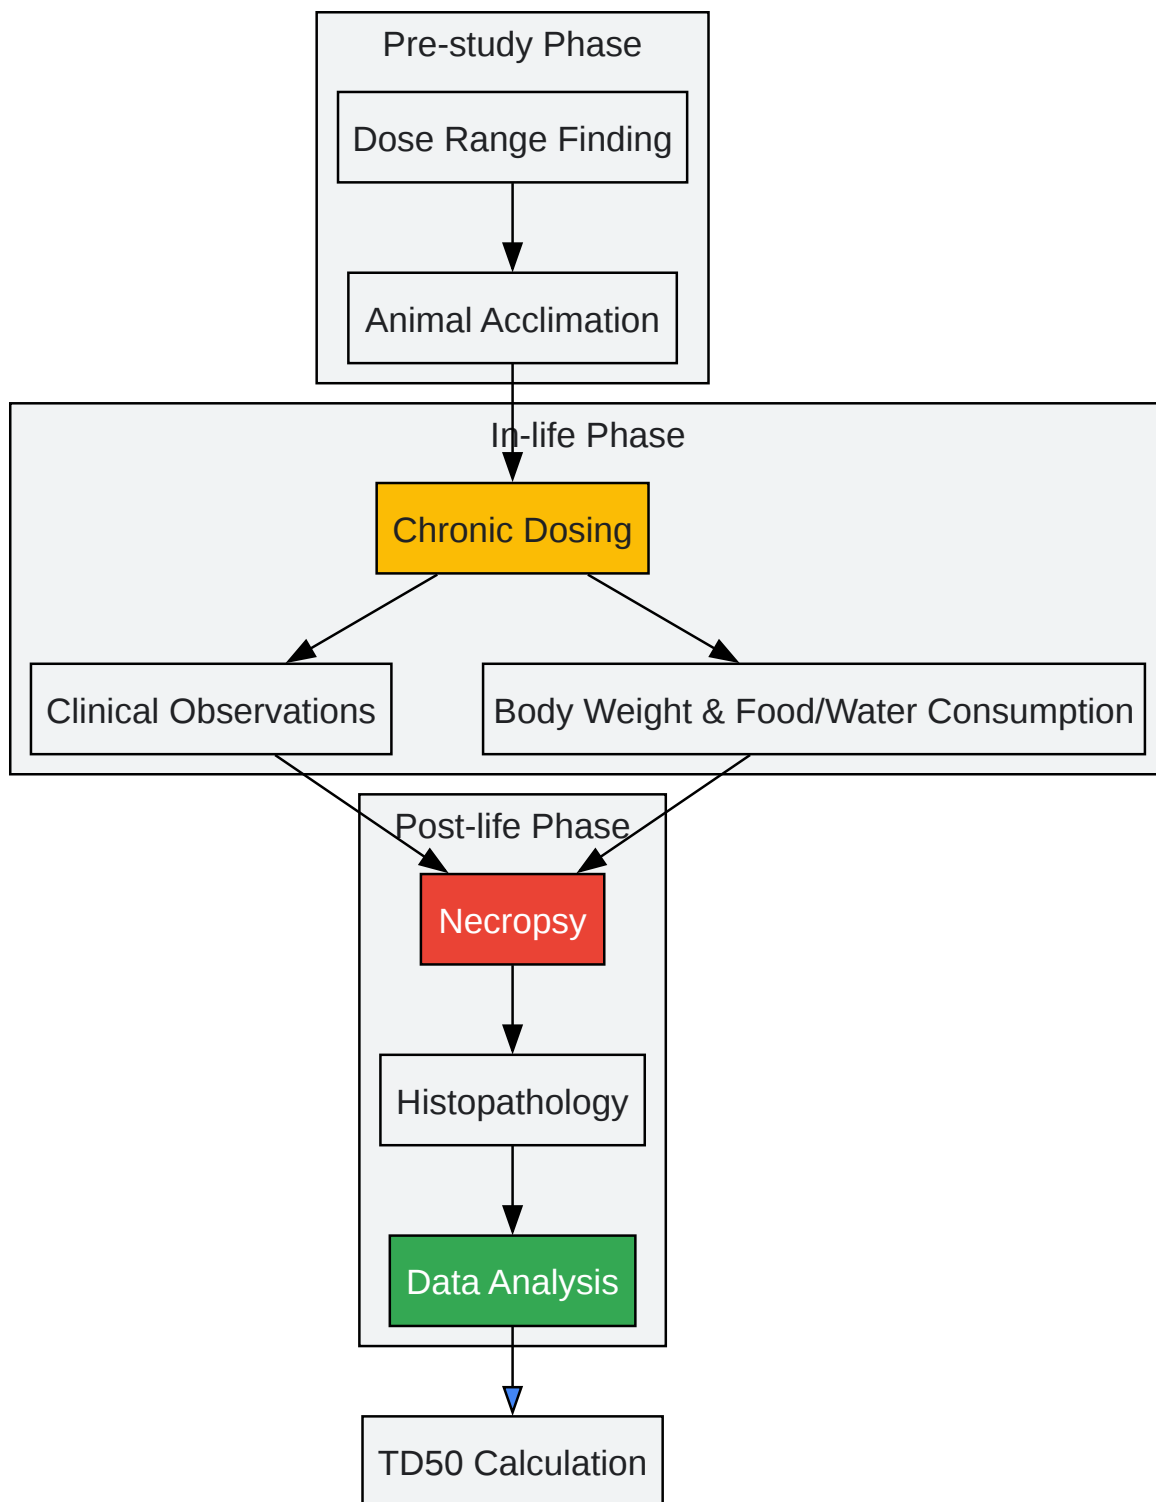 Pre-study Phase
Dose Range Finding
Animal Acclimation
In-life Phase
Chronic Dosing
Clinical Observations
Body Weight & Food/Water Consumption
Post-life Phase
Necropsy
Histopathology
Data Analysis
TD50 Calculation